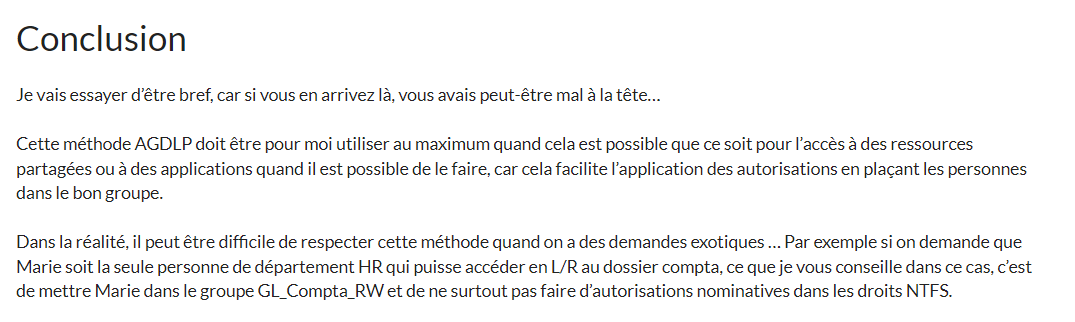 Conclusion
Je vais essayer d’être bref, car si vous en arrivez là, vous avais peut-être mal à la tête…
Cette méthode AGDLP doit être pour moi utiliser au maximum quand cela est possible que ce soit pour l’accès à des ressources
partagées ou à des applications quand il est possible de le faire, car cela facilite l’application des autorisations en plaçant les personnes
dans le bon groupe.
Dans la réalité, il peut être difficile de respecter cette méthode quand on a des demandes exotiques … Par exemple si on demande que
Marie soit la seule personne de département HR qui puisse accéder en L/R au dossier compta, ce que je vous conseille dans ce cas, c’est
de mettre Marie dans le groupe GL_Compta_RW et de ne surtout pas faire d’autorisations nominatives dans les droits NTFS.